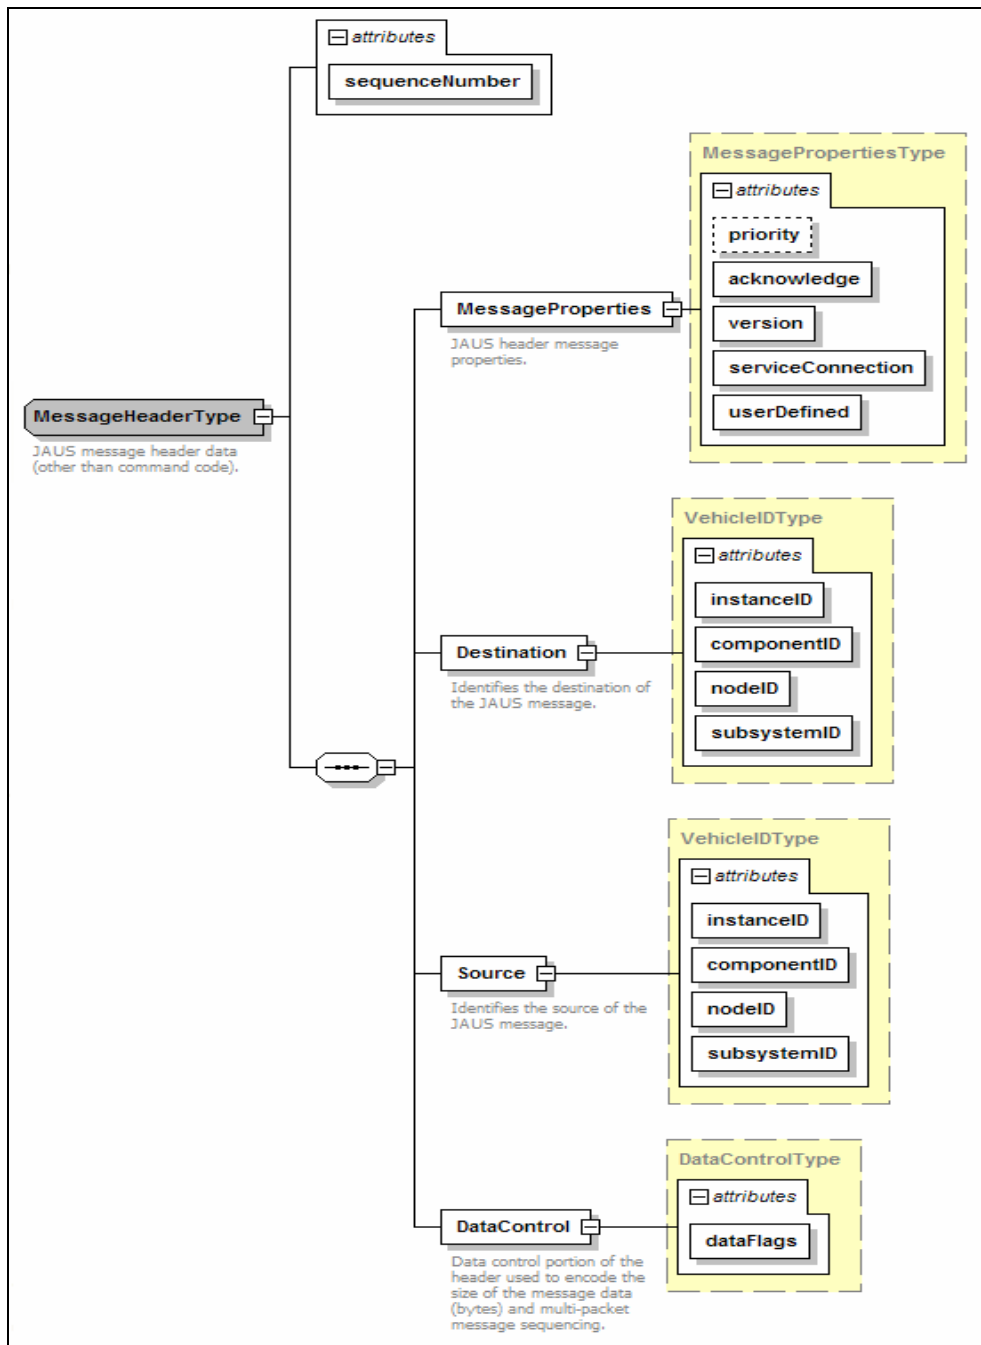 attributes
sequenceNumber
MessagePropertiesType
attributes
priority
acknowledge
MessageProperties
version
JAUS header message
properties.
serviceConnection
userDefined
MessageHeaderType
JAUS message header data
(other than command code).
VehicleIDType
attributes
instanceID
componentID
Destination
Identifies the destination of
the JAUS message.
nodeID
subsystemID
VehicleIDType
attributes
instanceID
componentID
Source
Identifies the source of the
JAUS message.
nodeID
subsystemID
DataControlType
attributes
DataControl
dataFlags
Data control portion of the
header used to encode the
size of the message data
(bytes) and multi-packet
message sequencing.